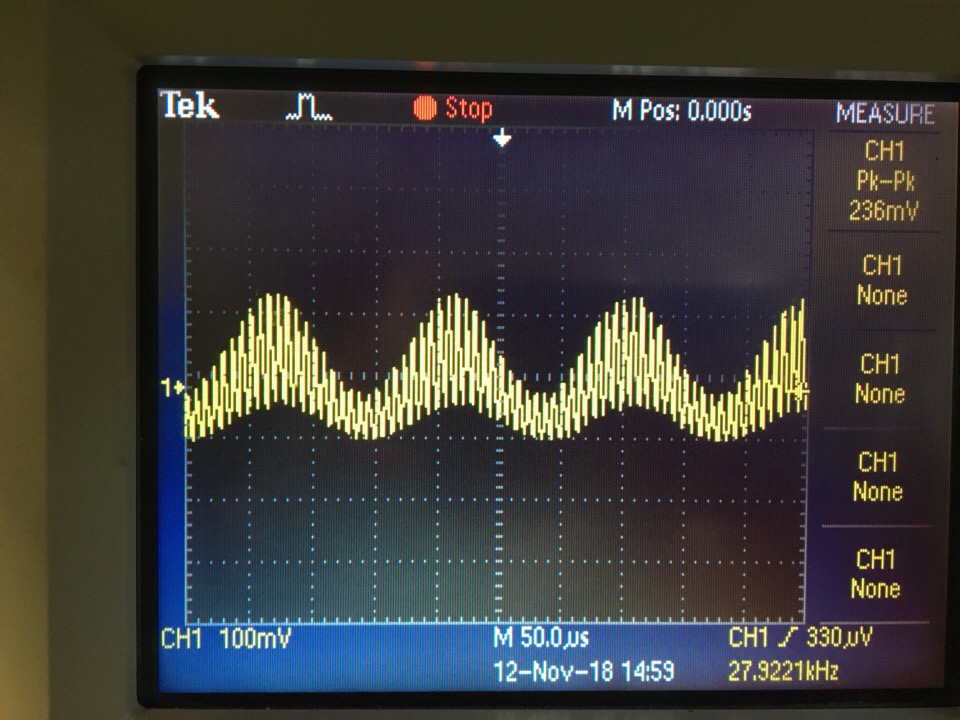 Tek Stop M Pos: 0.000s MEASURE
CH1
Pk-Pk
236mV
CH1
None
CH1
None
1
CH1
None
CH1
None
CH1 100mV M 50.0µs CH1 330µV
12-Nov-18 14:59 27.9221kHz